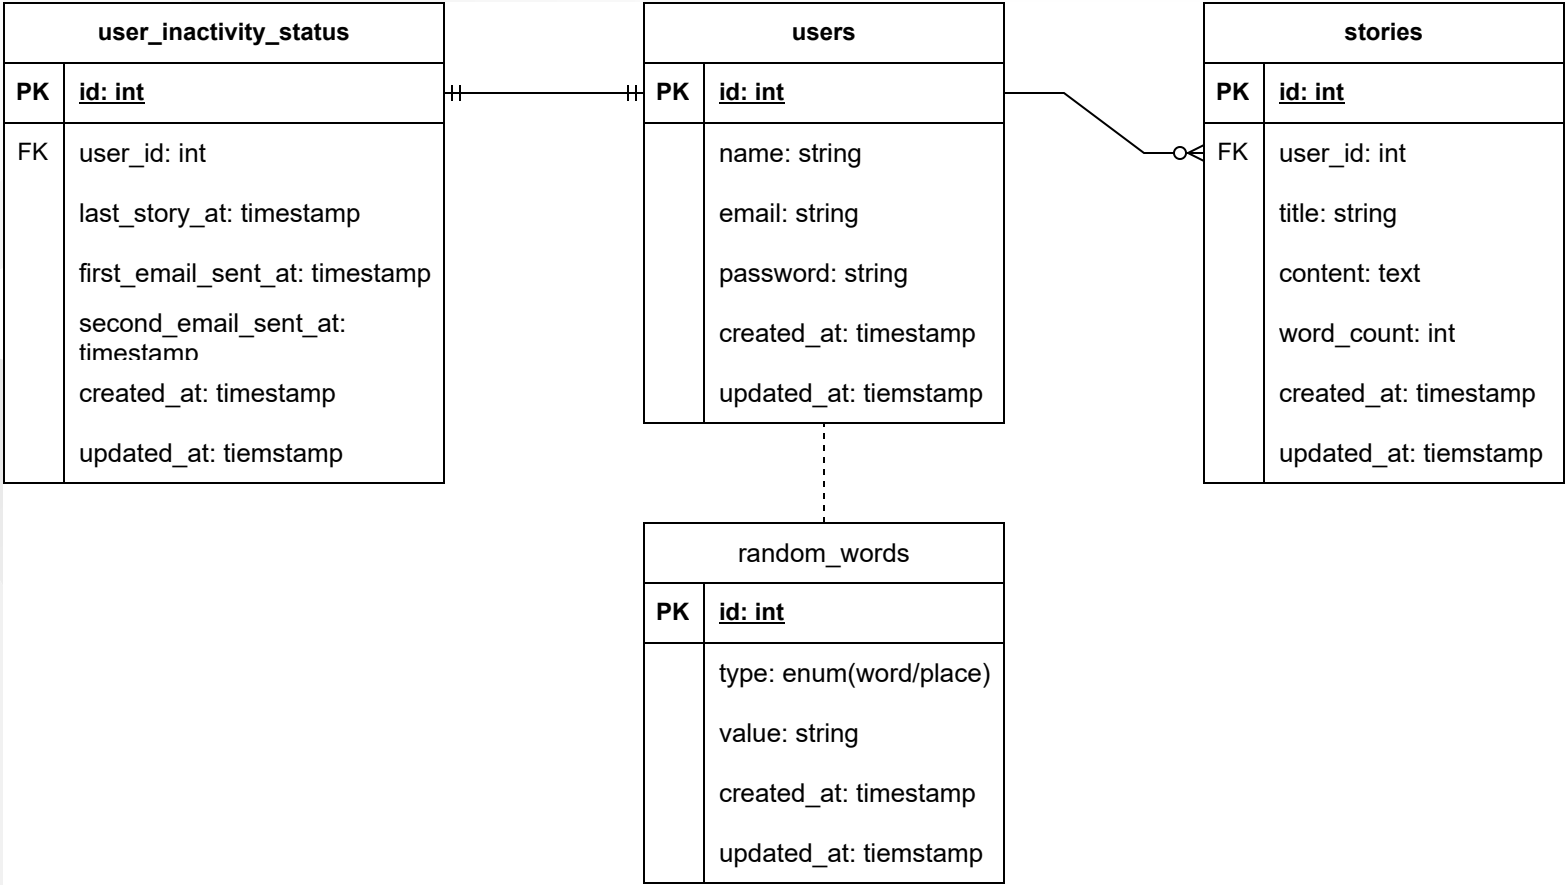 user_inactivity_status
PK id: int
FK user_id: int
last_story_at: timestamp
first_email_sent_at: timestamp
second_email_sent_at:
timestamp
created_at: timestamp
updated_at: tiemstamp
users
PK id: int
name: string
email: string
password: string
created_at: timestamp
updated_at: tiemstamp
stories
PK id: int
FK user_id: int
title: string
content: text
word_count: int
created_at: timestamp
updated_at: tiemstamp
random_words
PK id: int
type: enum(word/place)
value: string
created_at: timestamp
updated_at: tiemstamp